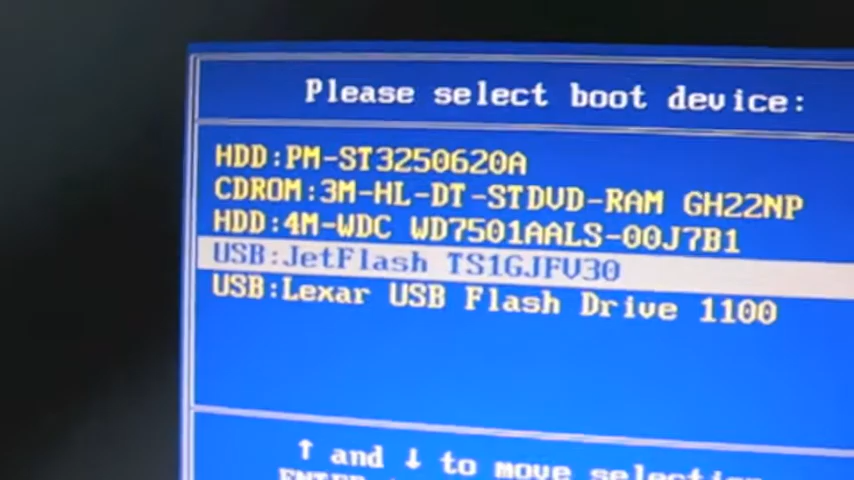 Please select boot device:
HDD:PM-ST3250620A
CDROM:3M-HL-DT-STDVD-RAM GH22NP
HDD:4M-WDC WD7501AALS-00J7B1
USB:JetFlash TS1GJFV30
USB:Lexar USB Flash Drive 1100
↑ and ↓ to move selection
ENTER